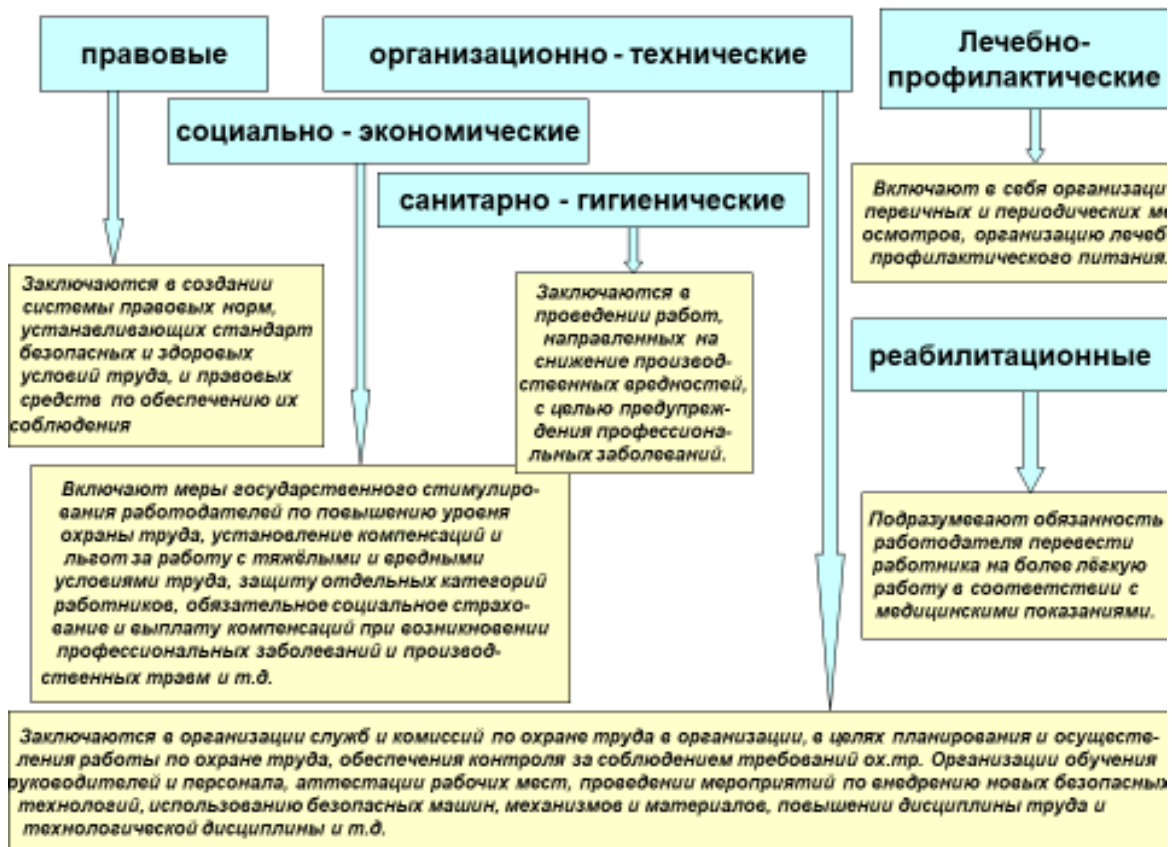 правовые
Заключаются в создании
системы правовых норм,
устанавливающих стандарт
безопасных и здоровых
условий труда, и правовых
средств по обеспечению их
соблюдения
социально - экономические
Включают меры государственного стимулиро-
вания работодателей по повышению уровня
охраны труда, установление компенсаций и
льгот за работу с тяжёлыми и вредными
условиями труда, защиту отдельных категорий
работников, обязательное социальное страхо-
вание и выплату компенсаций при возникновении
профессиональных заболеваний и производ-
ственных травм и т.д.
санитарно - гигиенические
Заключаются в
проведении работ,
направленных на
снижение производ-
ственных вредностей,
с целью предупреж-
дения профессиона-
льных заболеваний.
организационно - технические
Заключаются в организации служб и комиссий по охране труда в организации, в целях планирования и осуществ-
ления работы по охране труда, обеспечения контроля за соблюдением требований ох.тр. Организации обучения
руководителей и персонала, аттестации рабочих мест, проведении мероприятий по внедрению новых безопасных
технологий, использованию безопасных машин, механизмов и материалов, повышении дисциплины труда и
технологической дисциплины и т.д.
Лечебно-
профилактические
Включают в себя организаци
первичных и периодических ме
осмотров, организацию лечеб
профилактического питания.
реабилитационные
Подразумевают обязанность
работодателя перевести
работника на более лёгкую
работу в соответствии с
медицинскими показаниями.